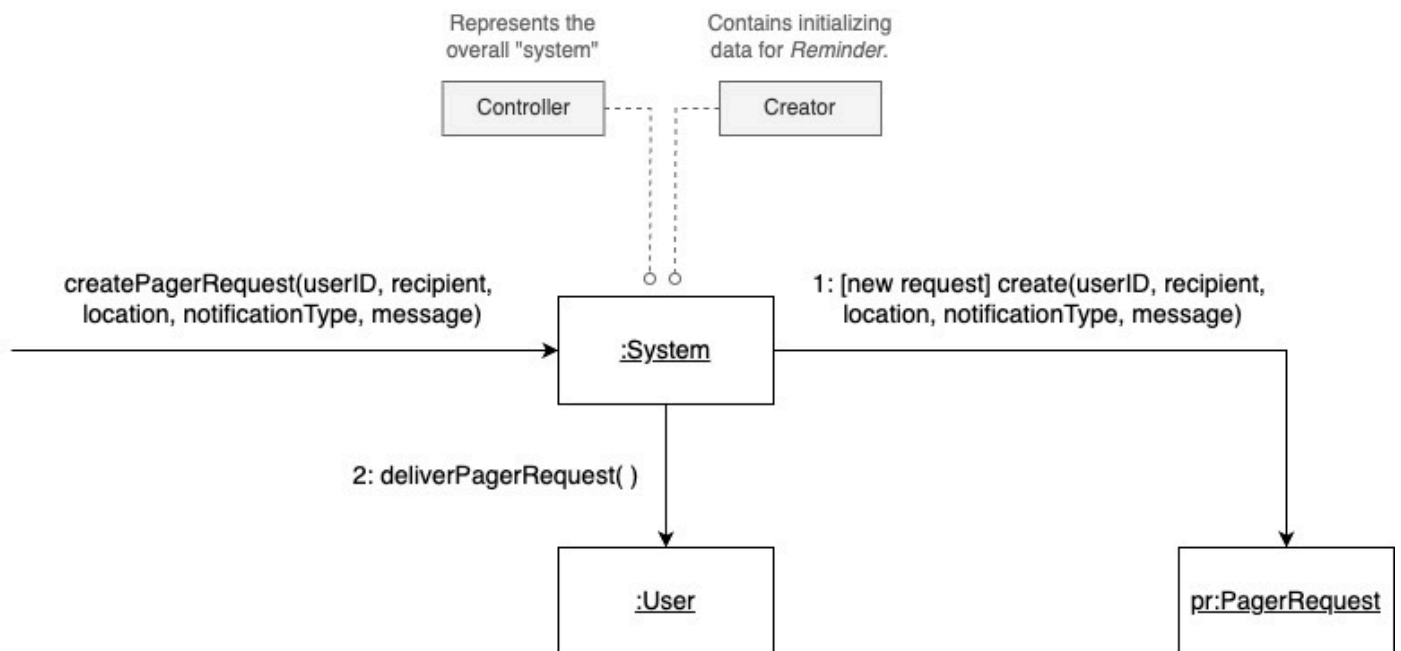 Represents the
overall "system"
Contains initializing
data for Reminder.
Controller
Creator
createPagerRequest(userID, recipient,
location, notificationType, message)
1: [new request] create(userID, recipient,
location, notificationType, message)
:System
2: deliverPagerRequest( )
:User
pr:PagerRequest